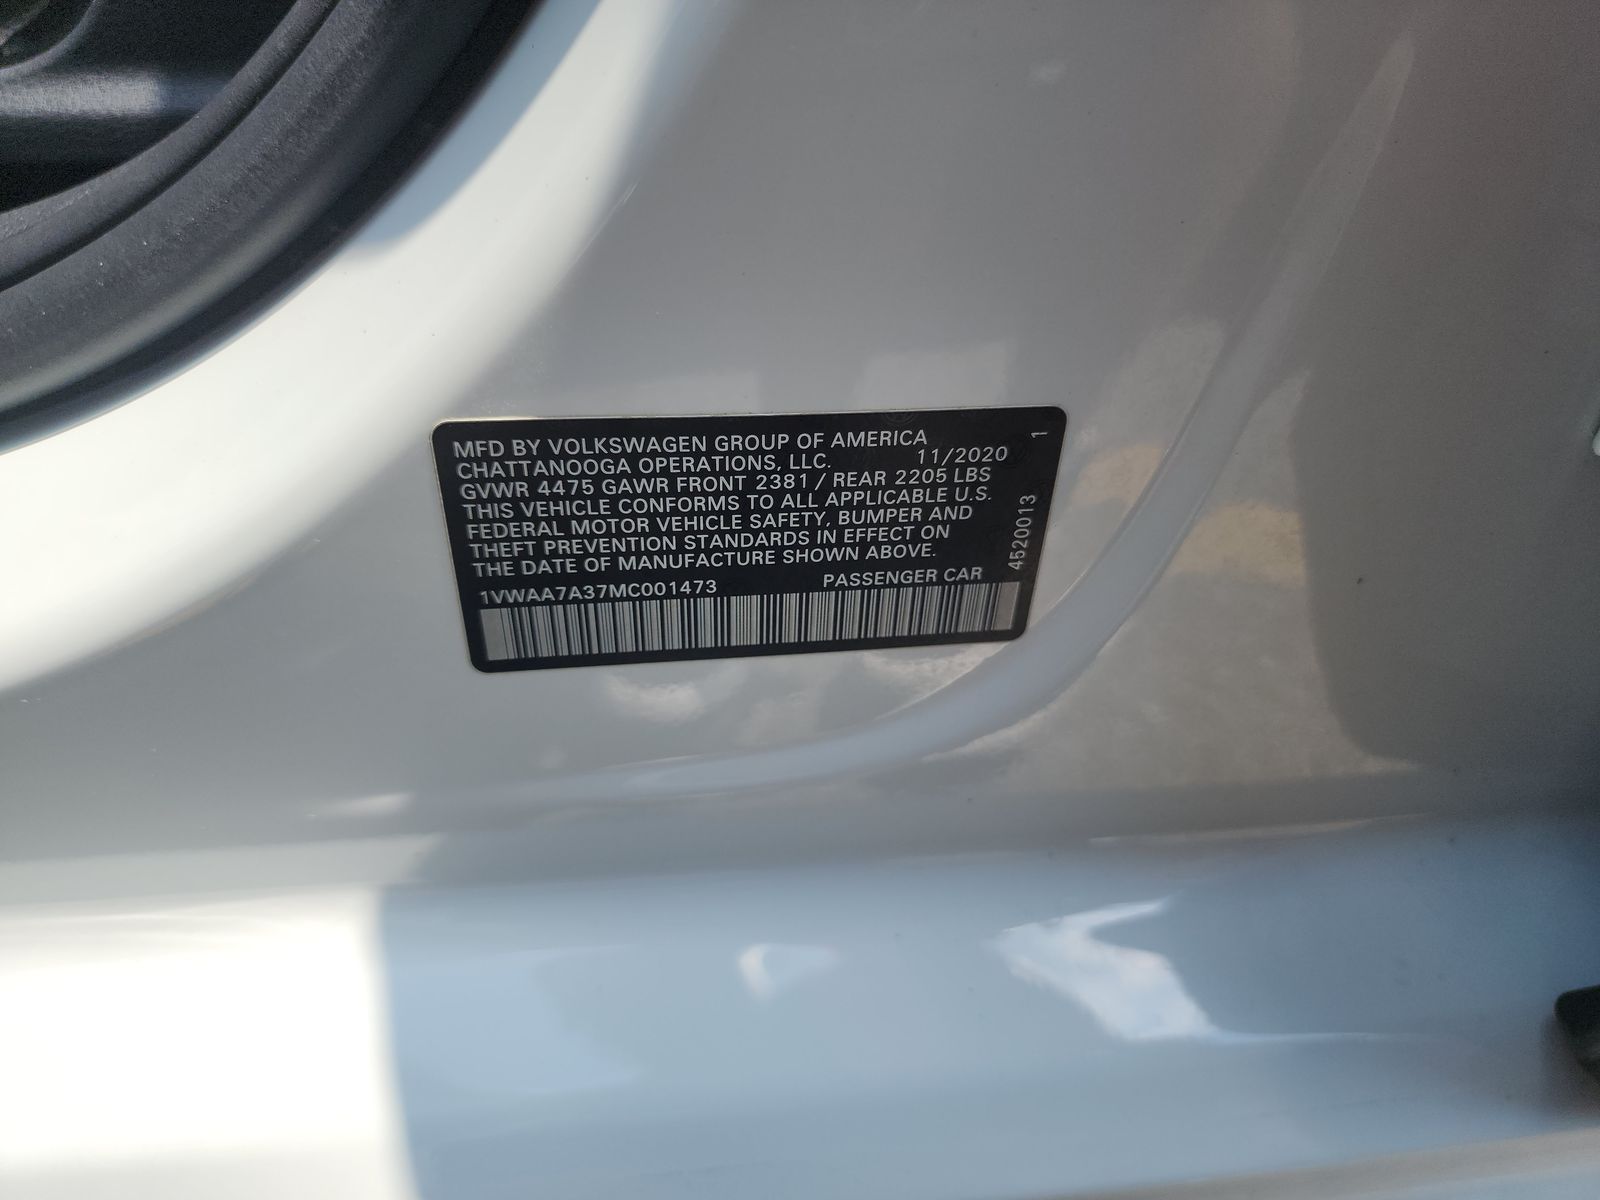 MFD BY VOLKSWAGEN GROUP OF AMERICA
CHATTANOOGA OPERATIONS, LLC. 11/2020
GVWR 4475 GAWR FRONT 2381 / REAR 2205 LBS
THIS VEHICLE CONFORMS TO ALL APPLICABLE U.S.
FEDERAL MOTOR VEHICLE SAFETY, BUMPER AND
THEFT PREVENTION STANDARDS IN EFFECT ON
THE DATE OF MANUFACTURE SHOWN ABOVE.
1VWAA7A37MC001473 PASSENGER CAR
4520013 1